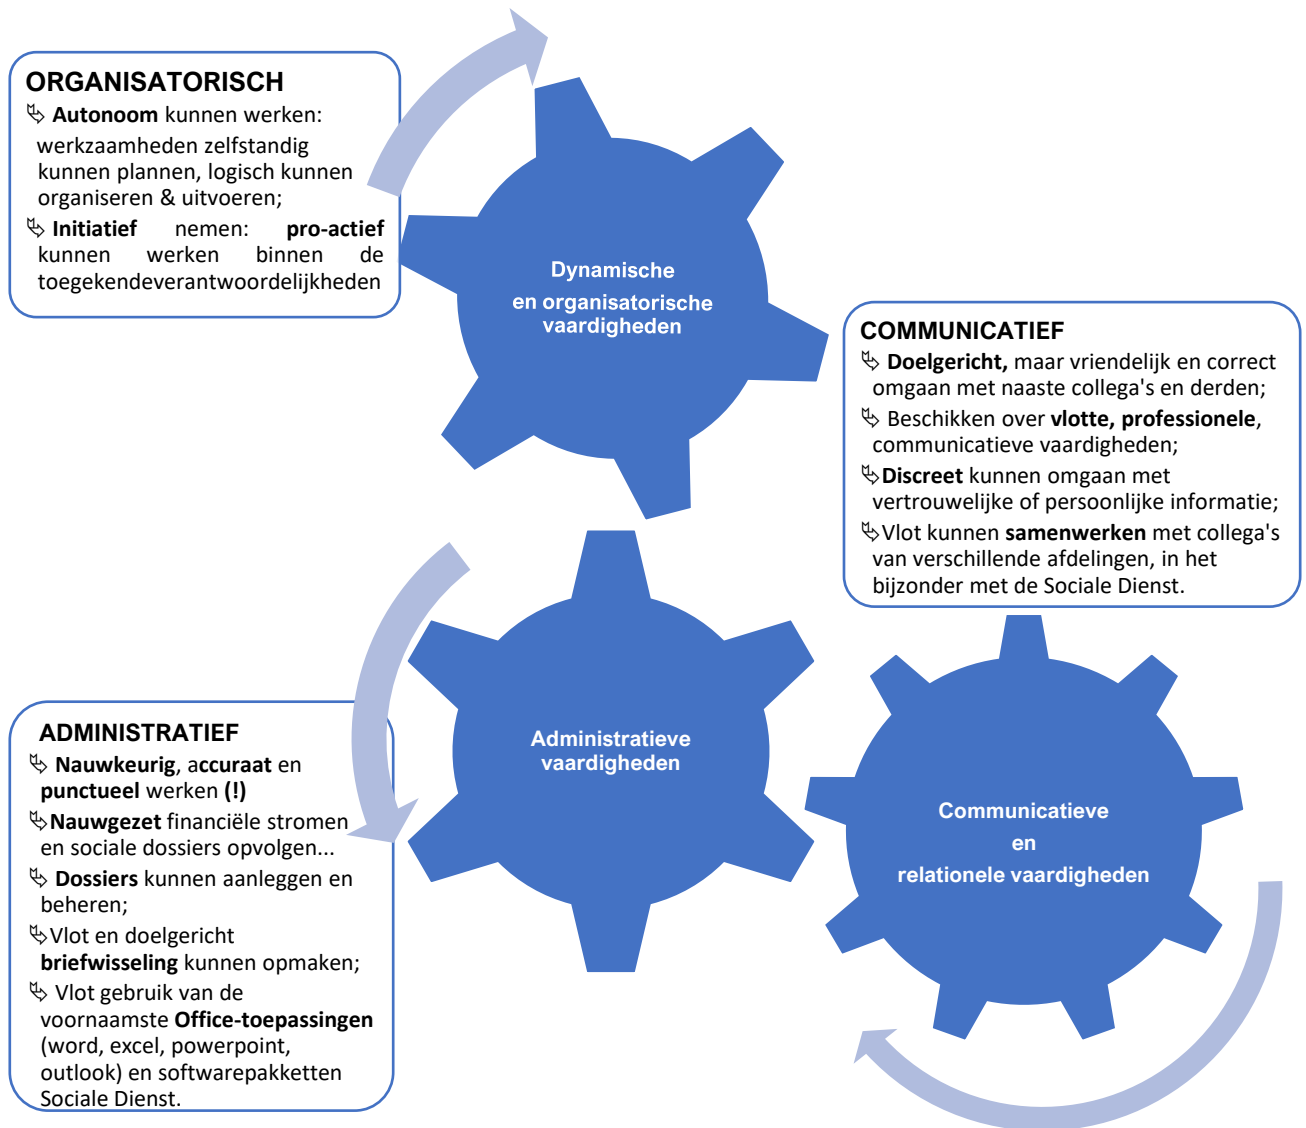 ORGANISATORISCH
Autonoom kunnen werken:
werkzaamheden zelfstandig
kunnen plannen, logisch kunnen
organiseren & uitvoeren;
Initiatief nemen: pro-actief
kunnen werken binnen de
toegekendeverantwoordelijkheden
Dynamische
en organisatorische
vaardigheden
COMMUNICATIEF
Doelgericht, maar vriendelijk en correct
omgaan met naaste collega's en derden;
Beschikken over vlotte, professionele,
communicatieve vaardigheden;
Discreet kunnen omgaan met
vertrouwelijke of persoonlijke informatie;
Vlot kunnen samenwerken met collega's
van verschillende afdelingen, in het
bijzonder met de Sociale Dienst.
ADMINISTRATIEF
Nauwkeurig, accuraat en
punctueel werken (!)
Nauwgezet financiële stromen
en sociale dossiers opvolgen...
Dossiers kunnen aanleggen en
beheren;
Vlot en doelgericht
briefwisseling kunnen opmaken;
Vlot gebruik van de
voornaamste Office-toepassingen
(word, excel, powerpoint,
outlook) en softwarepakketten
Sociale Dienst.
Administratieve
vaardigheden
Communicatieve
en
relationele vaardigheden